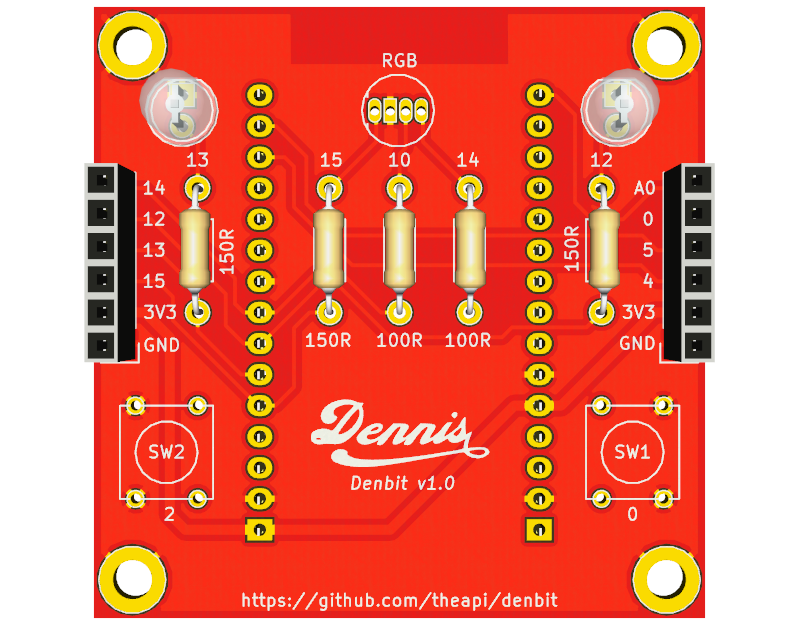 RGB
13
15
10
14
12
14
12
13
15
3V3
GND
A0
0
5
4
3V3
GND
150R
150R
150R
100R
100R
SW2
2
SW1
0
Dennis
Denbit v1.0
https://github.com/theapi/denbit